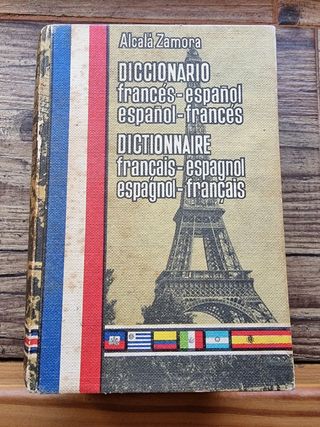 Alcalá Zamora
DICCIONARIO
francés-español
español-francés
DICTIONNAIRE
français-espagnol
espagnol-français